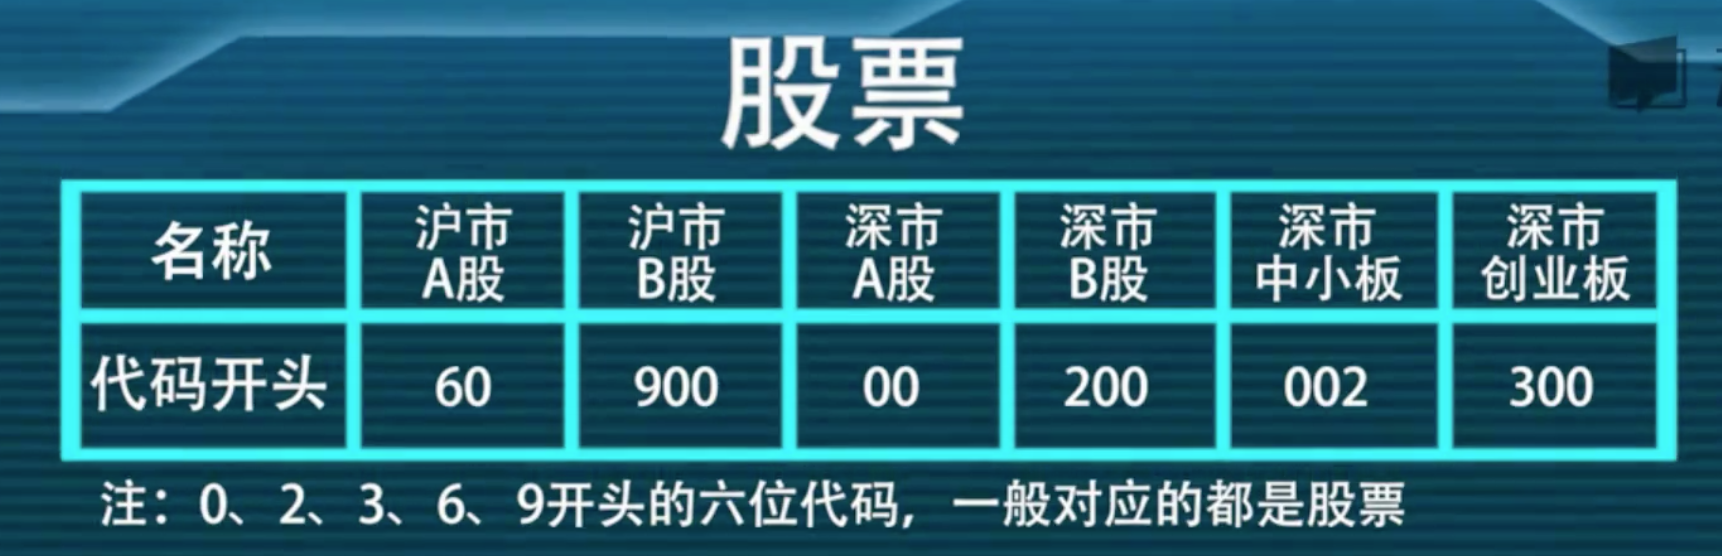 股票
名称 沪市A股 沪市B股 深市A股 深市B股 深市中小板 深市创业板
代码开头 60 900 00 200 002 300
注：0、2、3、6、9开头的六位代码，一般对应的都是股票